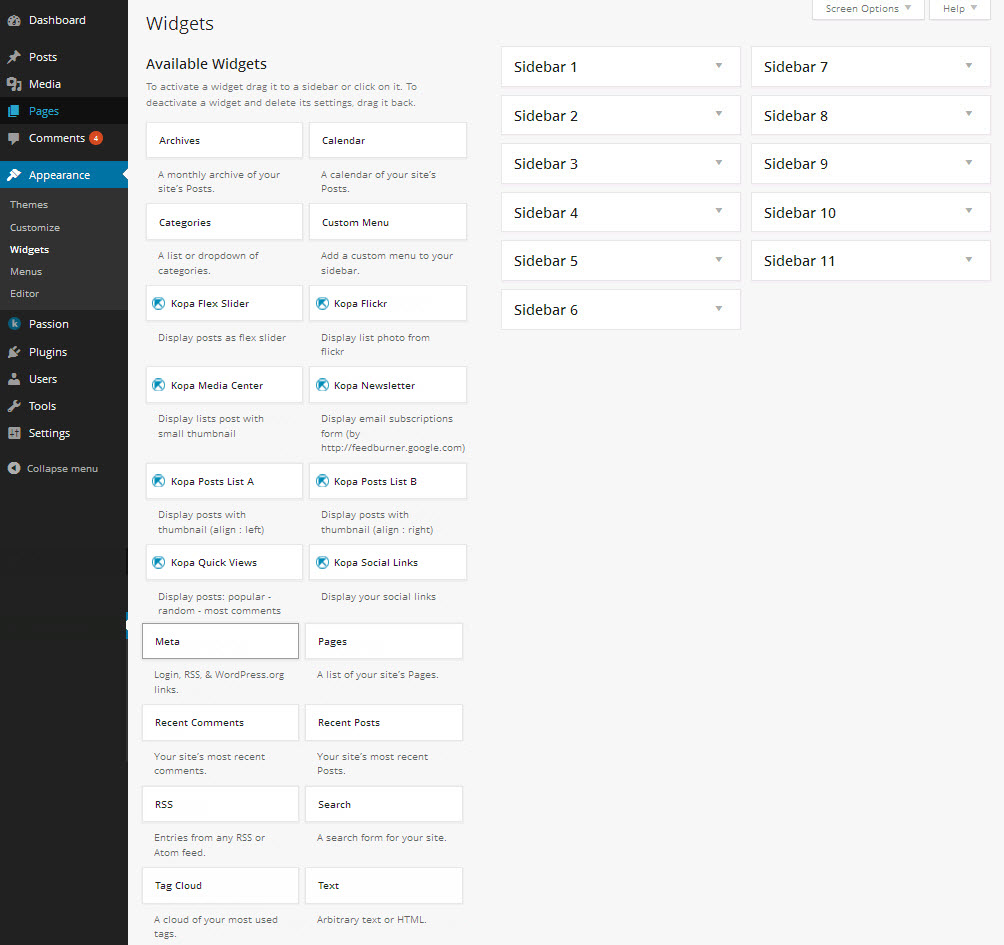 Dashboard
Posts
Media
Pages
Comments 4
Appearance
Themes
Customize
Widgets
Menus
Editor
Passion
Plugins
Users
Tools
Settings
Collapse menu
Screen Options
Help
Widgets
Available Widgets
To activate a widget drag it to a sidebar or click on it. To
deactivate a widget and delete its settings, drag it back.
Archives
A monthly archive of your
site's Posts.
Calendar
A calendar of your site's
Posts.
Categories
A list or dropdown of
categories.
Custom Menu
Add a custom menu to your
sidebar.
Kopa Flex Slider
Display posts as flex slider
Kopa Flickr
Display list photo from
flickr
Kopa Media Center
Display lists post with
small thumbnail
Kopa Newsletter
Display email subscriptions
form (by
http://feedburner.google.com)
Kopa Posts List A
Display posts with
thumbnail (align : left)
Kopa Posts List B
Display posts with
thumbnail (align : right)
Kopa Quick Views
Display posts: popular -
random - most comments
Kopa Social Links
Display your social links
Meta
Login, RSS, & WordPress.org
links.
Pages
A list of your site's Pages.
Recent Comments
Your site's most recent
comments.
Recent Posts
Your site's most recent
Posts.
RSS
Entries from any RSS or
Atom feed.
Search
A search form for your site.
Tag Cloud
A cloud of your most used
tags.
Text
Arbitrary text or HTML.
Sidebar 1
Sidebar 2
Sidebar 3
Sidebar 4
Sidebar 5
Sidebar 6
Sidebar 7
Sidebar 8
Sidebar 9
Sidebar 10
Sidebar 11